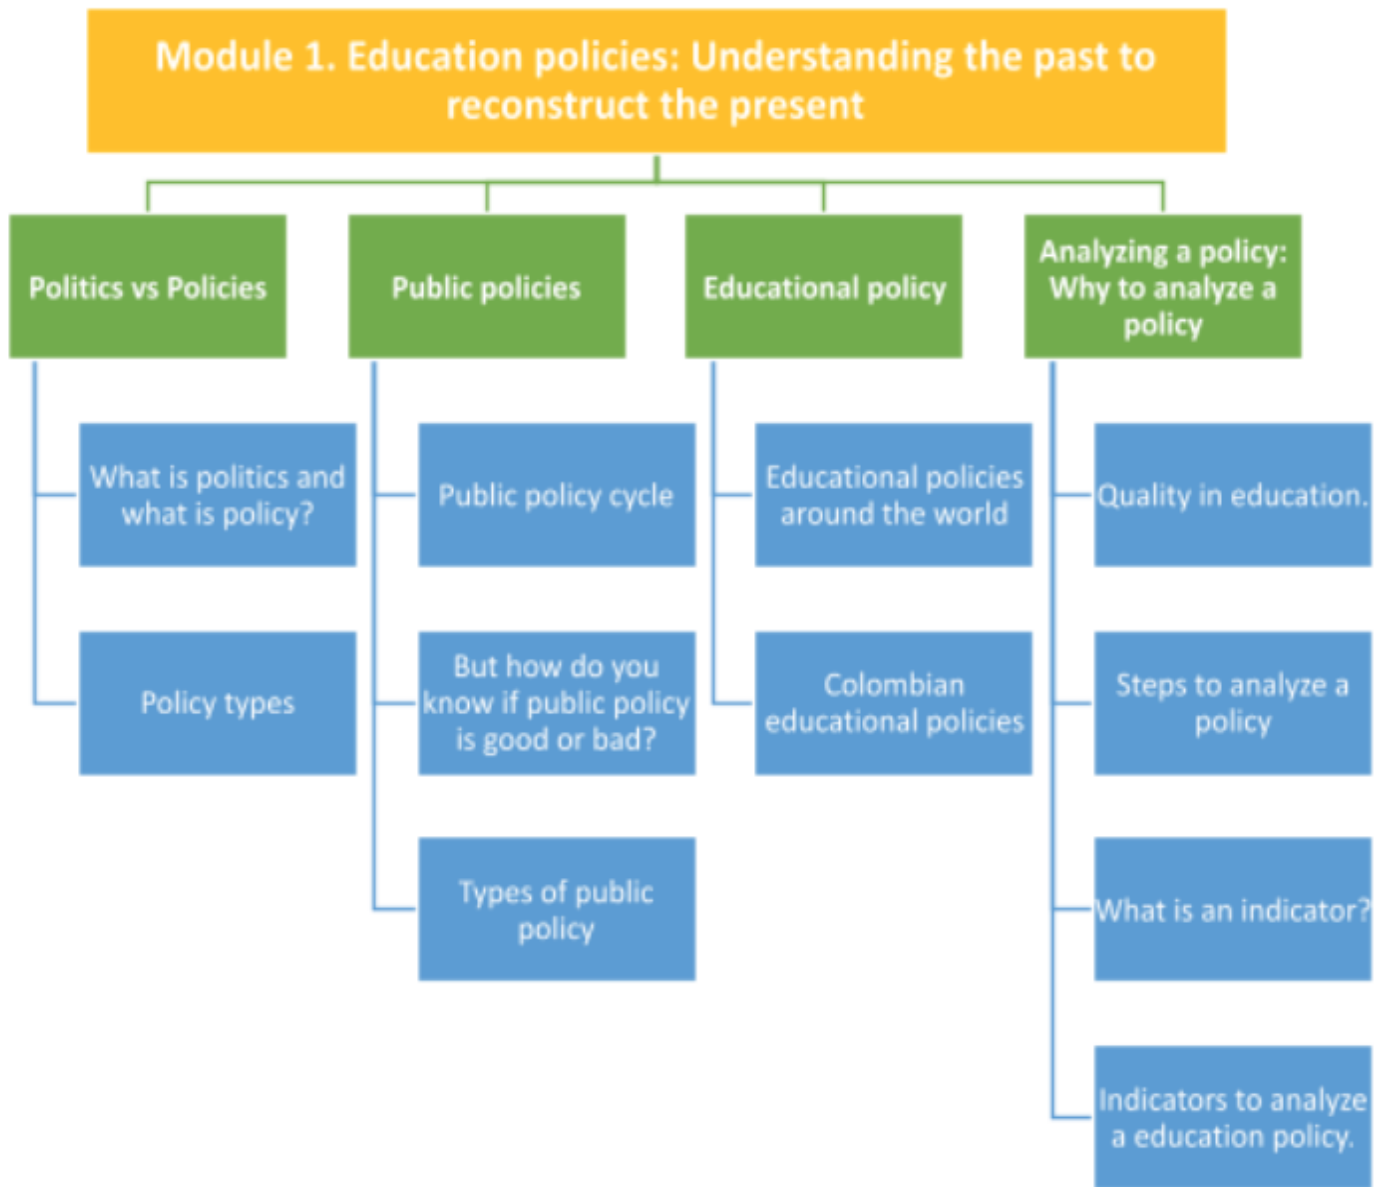 Module 1. Education policies: Understanding the past to
reconstruct the present
Politics vs Policies
What is politics and
what is policy?
Policy types
Public policies
Public policy cycle
But how do you
know if public policy
is good or bad?
Types of public
policy
Educational policy
Educational policies
around the world
Colombian
educational policies
Analyzing a policy:
Why to analyze a
policy
Quality in education.
Steps to analyze a
policy
What is an indicator?
Indicators to analyze
a education policy.